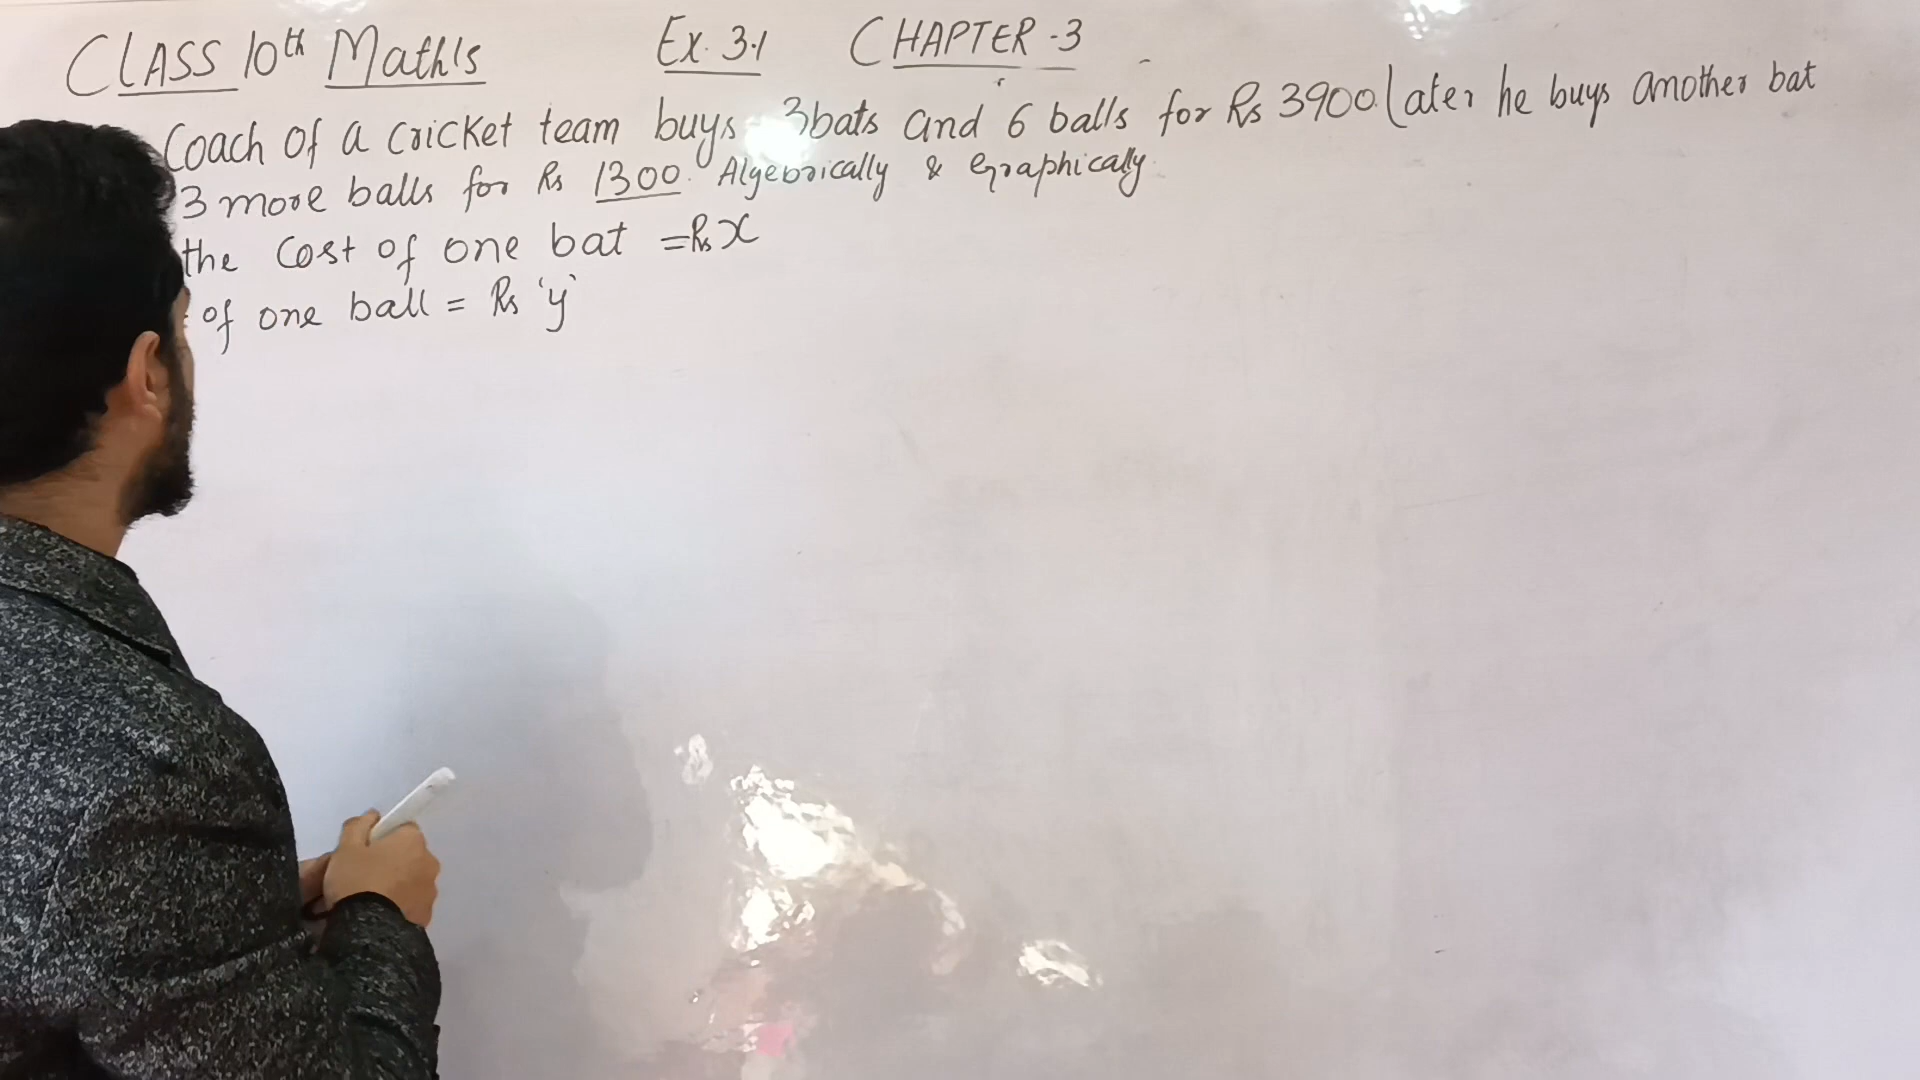 CLASS 10th Math's Ex. 3.1 CHAPTER - 3
Coach of a cricket team buys 3bats and 6 balls for Rs 3900. Later he buys another bat
3 more balls for Rs 1300. Algebrically & Graphically.
the Cost of one bat = Rs x
of one ball = Rs 'y'